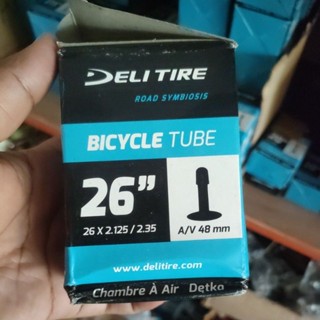 DELI TIRE
ROAD SYMBIOSIS
BICYCLE TUBE
26"
26 X 2.125 / 2.35
A/V 48 mm
www.delitire.com
Chambre À Air Dętka